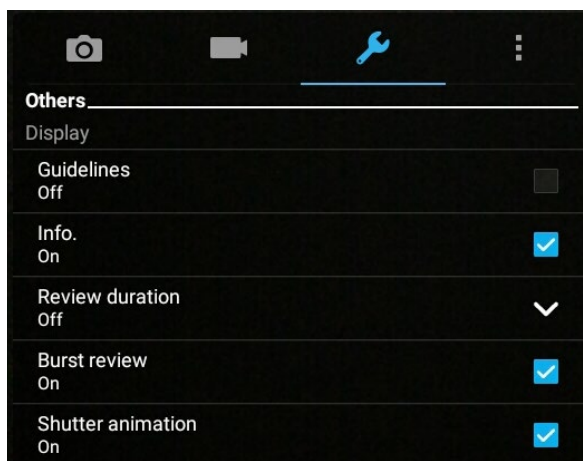 Others
Display
Guidelines
Off
Info.
On
Review duration
Off
Burst review
On
Shutter animation
On